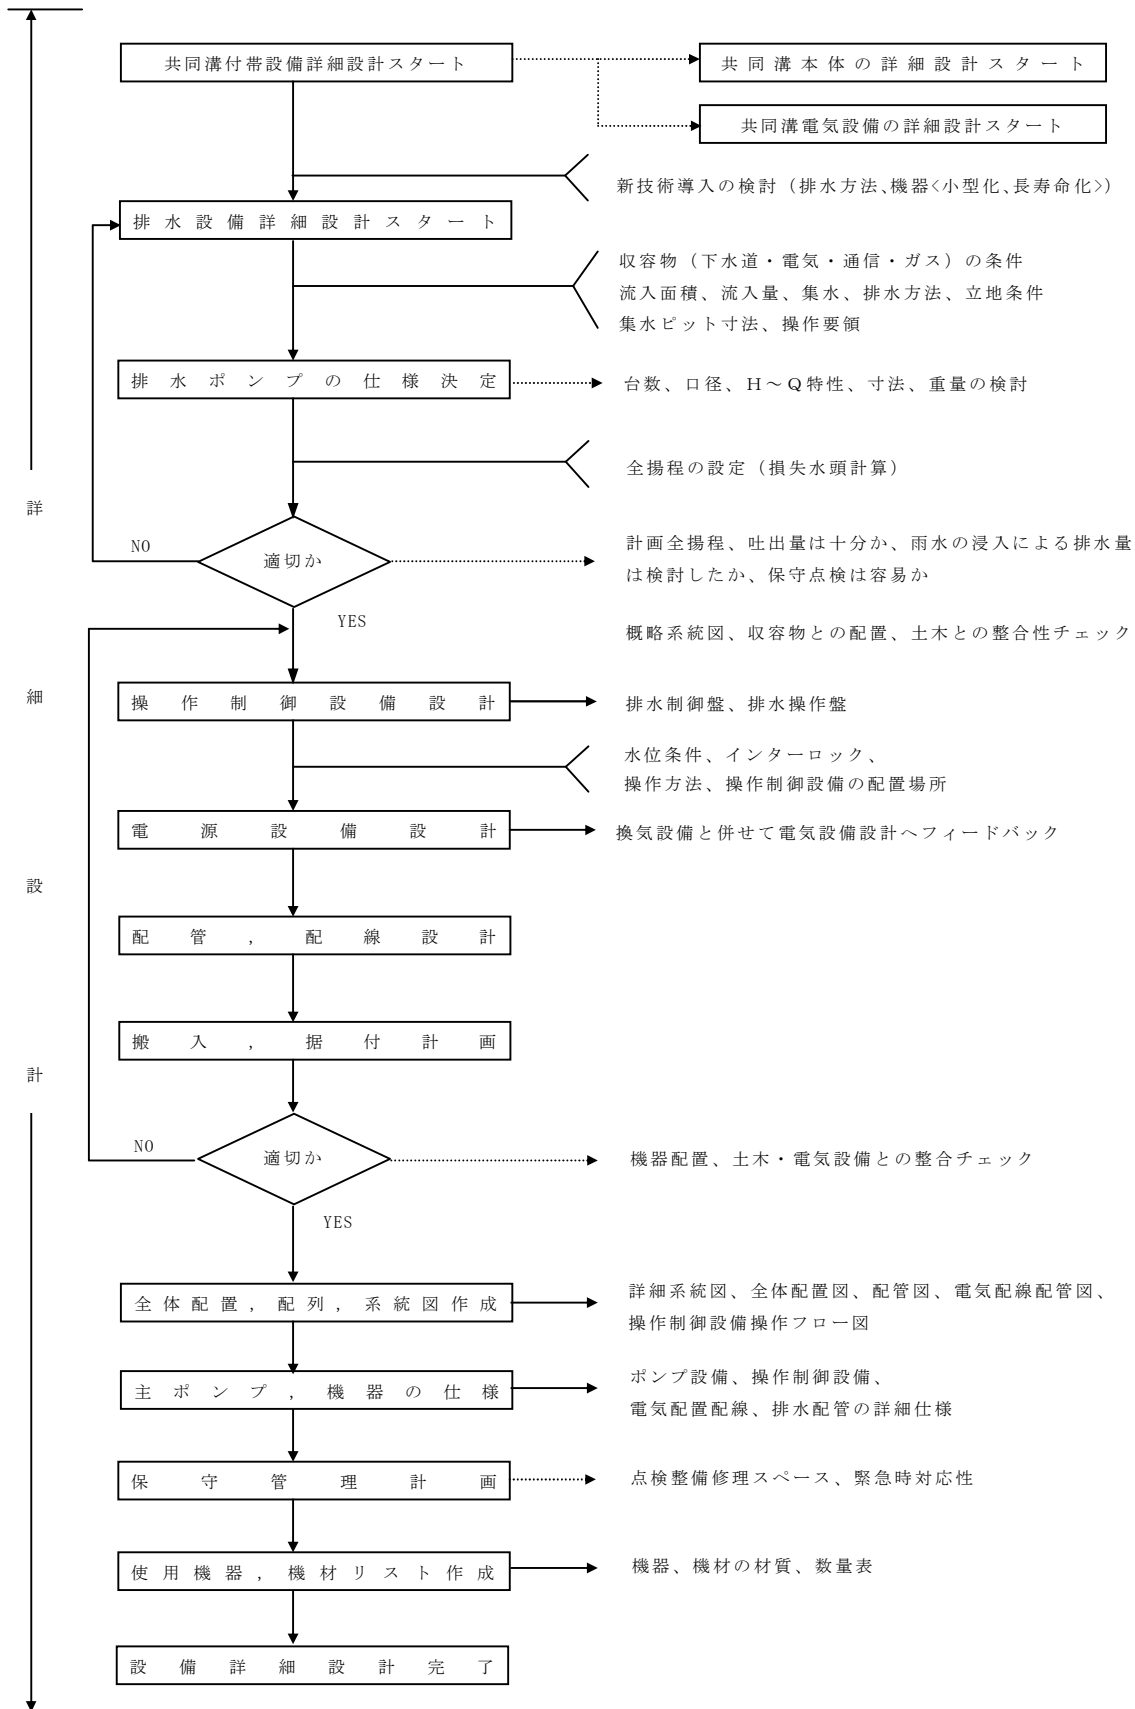 共同溝付帯設備詳細設計スタート
共同溝本体の詳細設計スタート
共同溝電気設備の詳細設計スタート
新技術導入の検討（排水方法、機器<小型化、長寿命化>）
排水設備詳細設計スタート
収容物（下水道・電気・通信・ガス）の条件
流入面積、流入量、集水、排水方法、立地条件
集水ピット寸法、操作要領
排水ポンプの仕様決定
台数、口径、H～Q特性、寸法、重量の検討
全揚程の設定（損失水頭計算）
詳
NO
適切か
計画全揚程、吐出量は十分か、雨水の浸入による排水量
は検討したか、保守点検は容易か
YES
概略系統図、収容物との配置、土木との整合性チェック
細
操作制御設備設計
排水制御盤、排水操作盤
水位条件、インターロック、
操作方法、操作制御設備の配置場所
電源設備設計
換気設備と併せて電気設備設計へフィードバック
設
配管，配線設計
搬入，据付計画
計
NO
適切か
機器配置、土木・電気設備との整合チェック
YES
全体配置，配列，系統図作成
詳細系統図、全体配置図、配管図、電気配線配管図、
操作制御設備操作フロー図
主ポンプ，機器の仕様
ポンプ設備、操作制御設備、
電気配置配線、排水配管の詳細仕様
保守管理計画
点検整備修理スペース、緊急時対応性
使用機器，機材リスト作成
機器、機材の材質、数量表
設備詳細設計完了